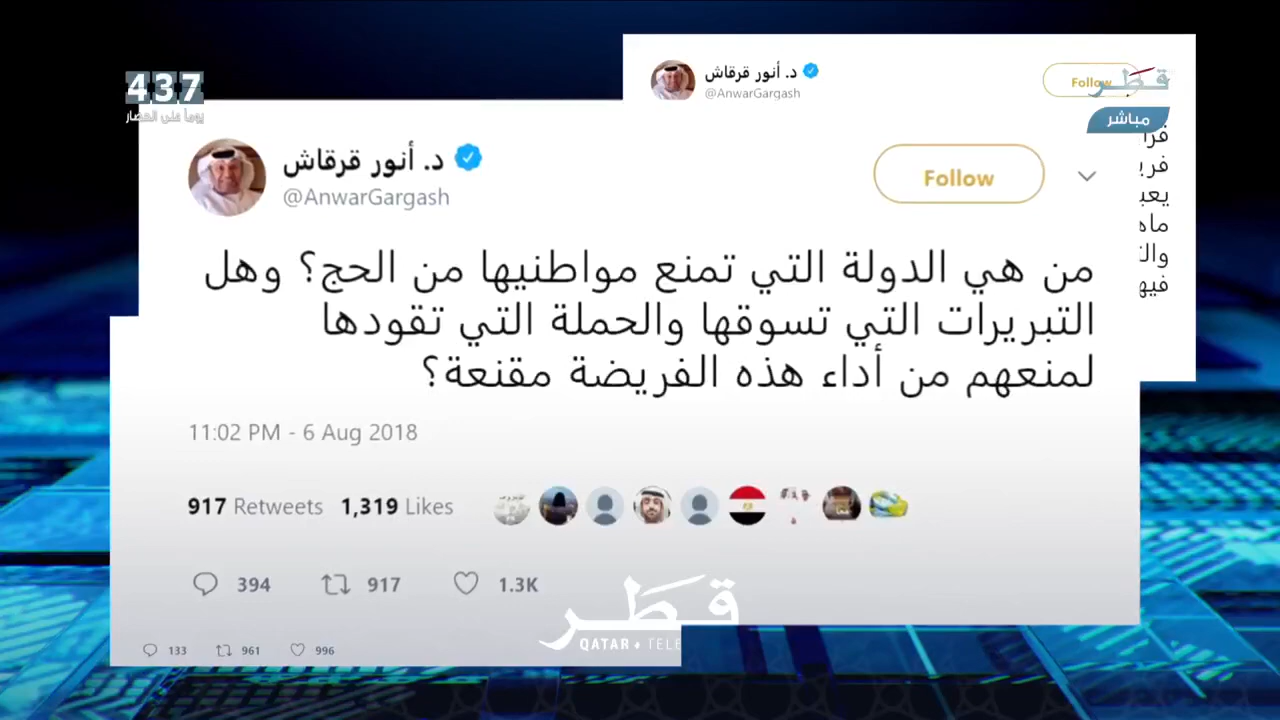 437
يوماً على الحصار
د. أنور قرقاش
@AnwarGargash
Follow
قطر
مباشر
د. أنور قرقاش
@AnwarGargash
Follow
من هي الدولة التي تمنع مواطنيها من الحج؟ وهل
التبريرات التي تسوقها والحملة التي تقودها
لمنعهم من أداء هذه الفريضة مقنعة؟
11:02 PM - 6 Aug 2018
917 Retweets 1,319 Likes
394 917 1.3K
قطر
QATAR TELE
133 961 996